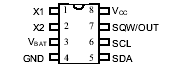 X1 1 8 VCC
X2 2 7 SQW/OUT
VBAT 3 6 SCL
GND 4 5 SDA